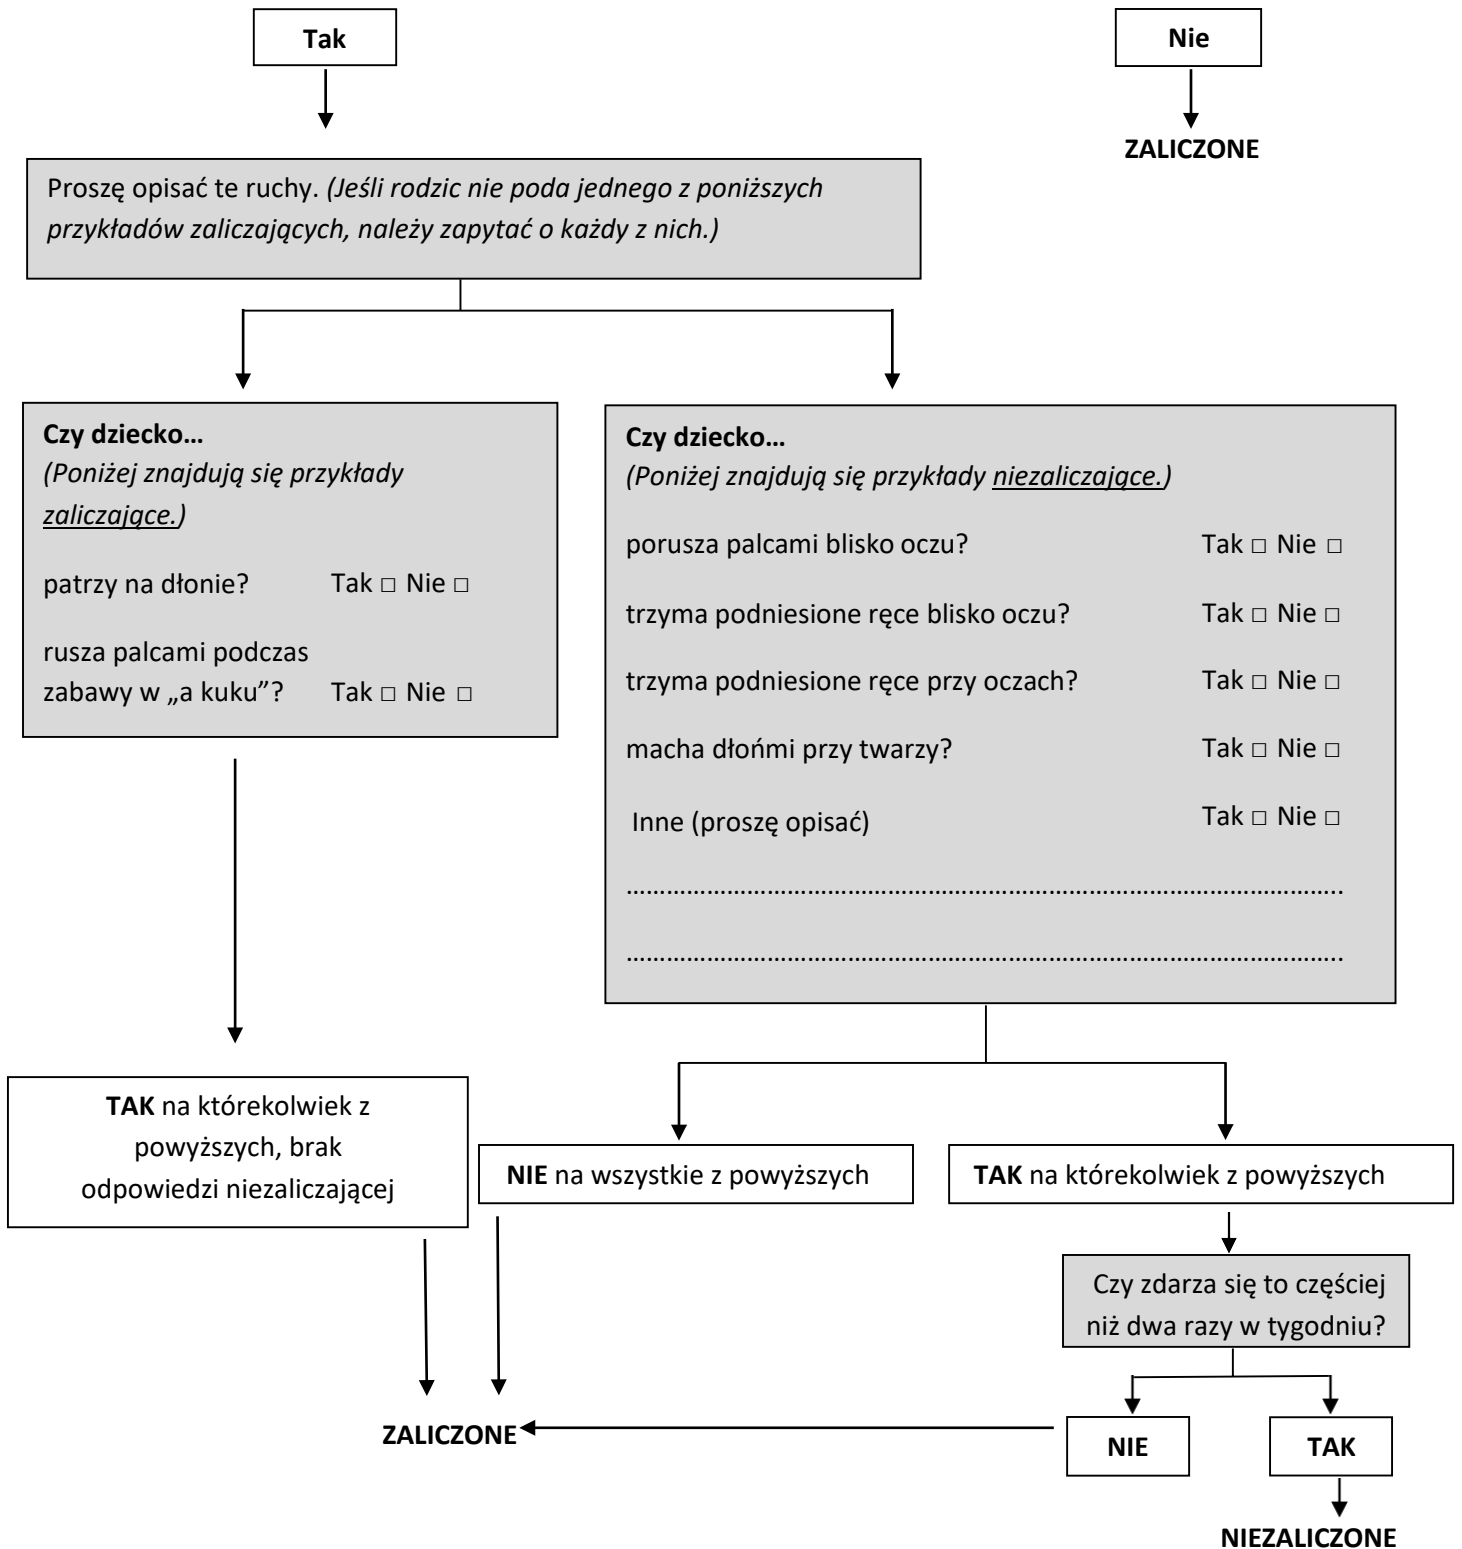 Tak
Nie
ZALICZONE
Proszę opisać te ruchy. (Jeśli rodzic nie poda jednego z poniższych
przykładów zaliczających, należy zapytać o każdy z nich.)
Czy dziecko…
(Poniżej znajdują się przykłady
zaliczające.)
patrzy na dłonie? Tak □ Nie □
rusza palcami podczas
zabawy w „a kuku”? Tak □ Nie □
Czy dziecko…
(Poniżej znajdują się przykłady niezaliczające.)
porusza palcami blisko oczu? Tak □ Nie □
trzyma podniesione ręce blisko oczu? Tak □ Nie □
trzyma podniesione ręce przy oczach? Tak □ Nie □
macha dłońmi przy twarzy? Tak □ Nie □
Inne (proszę opisać) Tak □ Nie □
……………………………………………………………………………………………..
……………………………………………………………………………………………..
TAK na którekolwiek z
powyższych, brak
odpowiedzi niezaliczającej
NIE na wszystkie z powyższych
TAK na którekolwiek z powyższych
Czy zdarza się to częściej
niż dwa razy w tygodniu?
ZALICZONE
NIE
TAK
NIEZALICZONE